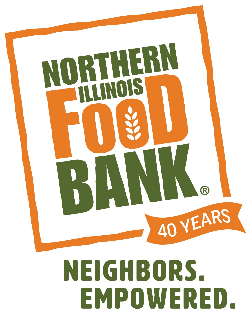 NORTHERN
ILLINOIS
FOOD
BANK®
40 YEARS
NEIGHBORS.
EMPOWERED.